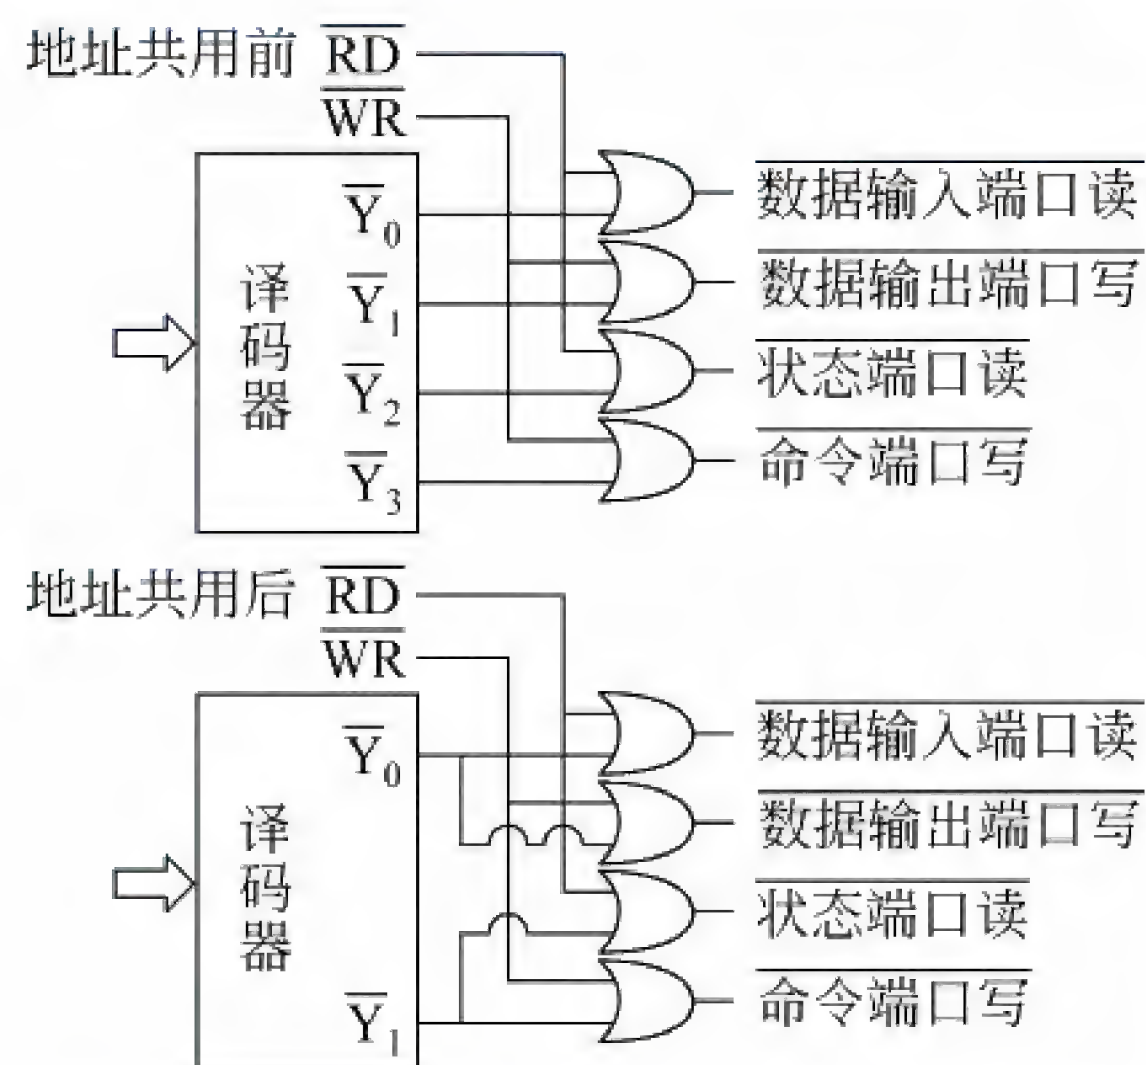 地址共用前 RD
WR
译码器
Y0
Y1
Y2
Y3
数据输入端口读
数据输出端口写
状态端口读
命令端口写
地址共用后 RD
WR
译码器
Y0
Y1
数据输入端口读
数据输出端口写
状态端口读
命令端口写